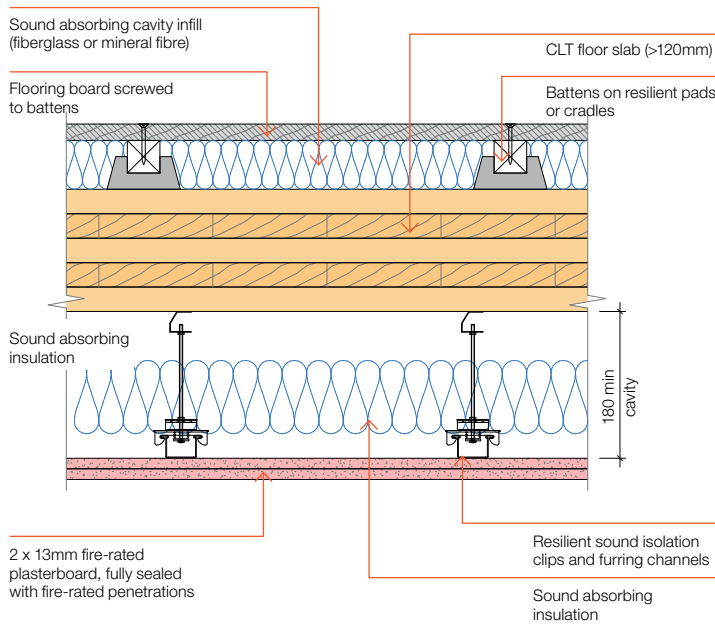 Sound absorbing cavity infill
(fiberglass or mineral fibre)
CLT floor slab (>120mm)
Flooring board screwed
to battens
Battens on resilient pads
or cradles
Sound absorbing
insulation
180 min
cavity
2 x 13mm fire-rated
plasterboard, fully sealed
with fire-rated penetrations
Resilient sound isolation
clips and furring channels
Sound absorbing
insulation